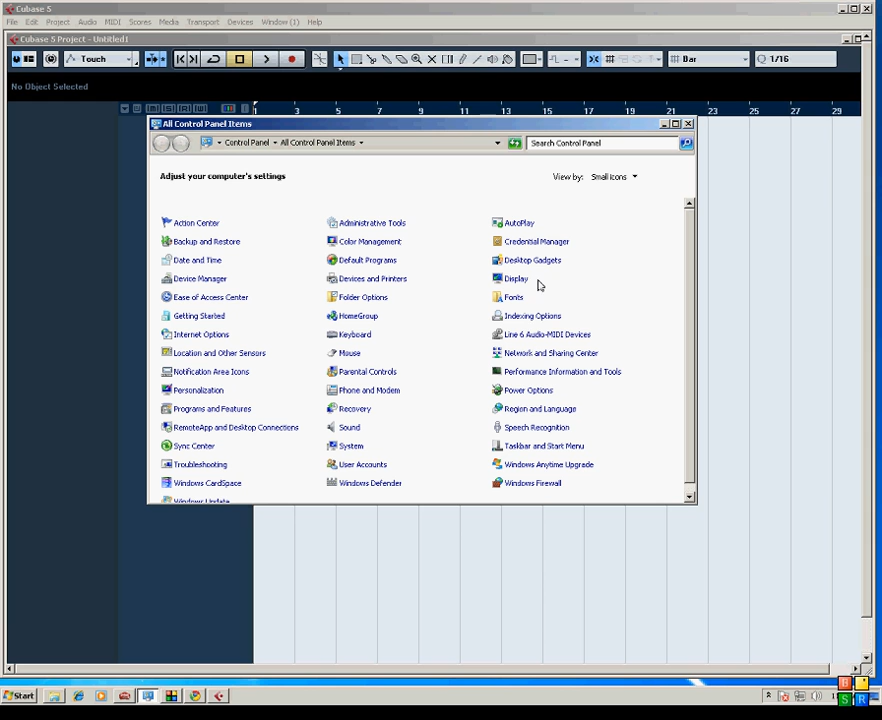 Cubase 5
File Edit Project Audio MIDI Scores Media Transport Devices Window (1) Help
Cubase 5 Project - Untitled1
Touch
Bar
Q 1/16
No Object Selected
1 3 5 7 9 11 13 15 17 19 21 23 25 27 29
All Control Panel Items
Control Panel All Control Panel Items
Search Control Panel
Adjust your computer's settings
View by: Small icons
Action Center Administrative Tools AutoPlay
Backup and Restore Color Management Credential Manager
Date and Time Default Programs Desktop Gadgets
Device Manager Devices and Printers Display
Ease of Access Center Folder Options Fonts
Getting Started HomeGroup Indexing Options
Internet Options Keyboard Line 6 Audio-MIDI Devices
Location and Other Sensors Mouse Network and Sharing Center
Notification Area Icons Parental Controls Performance Information and Tools
Personalization Phone and Modem Power Options
Programs and Features Recovery Region and Language
RemoteApp and Desktop Connections Sound Speech Recognition
Sync Center System Taskbar and Start Menu
Troubleshooting User Accounts Windows Anytime Upgrade
Windows CardSpace Windows Defender Windows Firewall
Windows Update
Start
S R